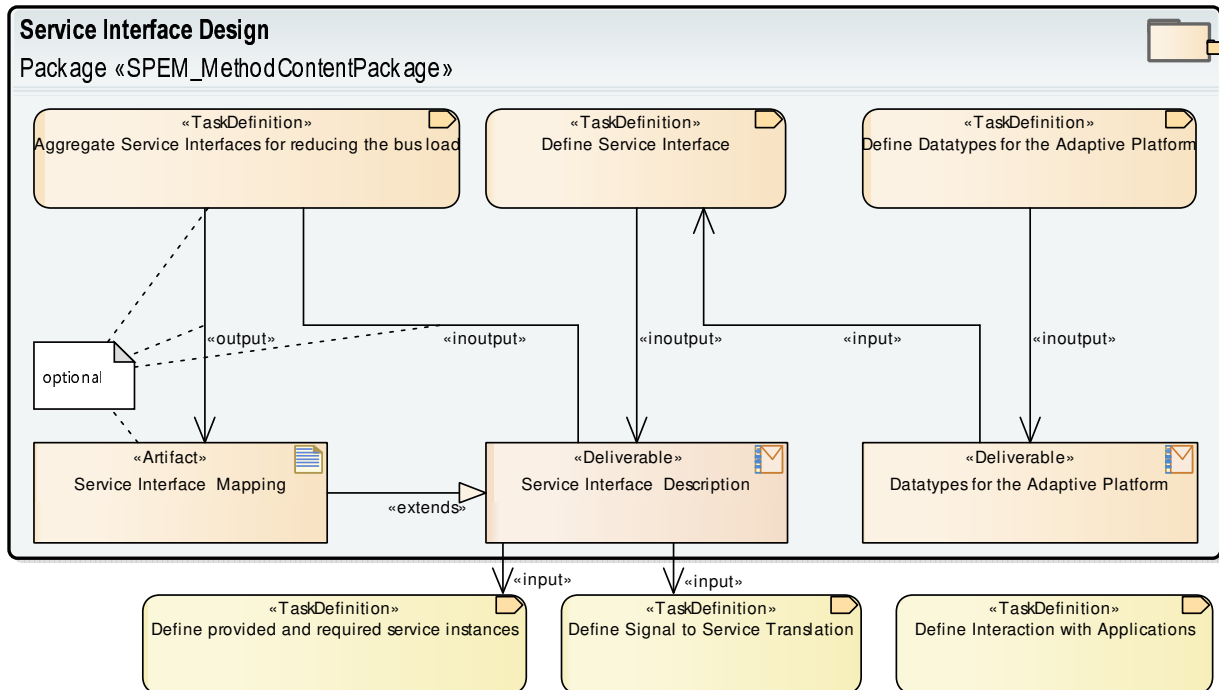 Service Interface Design
Package «SPEM_MethodContentPackage»
«TaskDefinition»
Aggregate Service Interfaces for reducing the bus load
«TaskDefinition»
Define Service Interface
«TaskDefinition»
Define Datatypes for the Adaptive Platform
«output»
«inoutput»
«inoutput»
«input»
«inoutput»
optional
«Artifact»
Service Interface Mapping
«Deliverable»
Service Interface Description
«Deliverable»
Datatypes for the Adaptive Platform
«extends»
«input»
«input»
«TaskDefinition»
Define provided and required service instances
«TaskDefinition»
Define Signal to Service Translation
«TaskDefinition»
Define Interaction with Applications